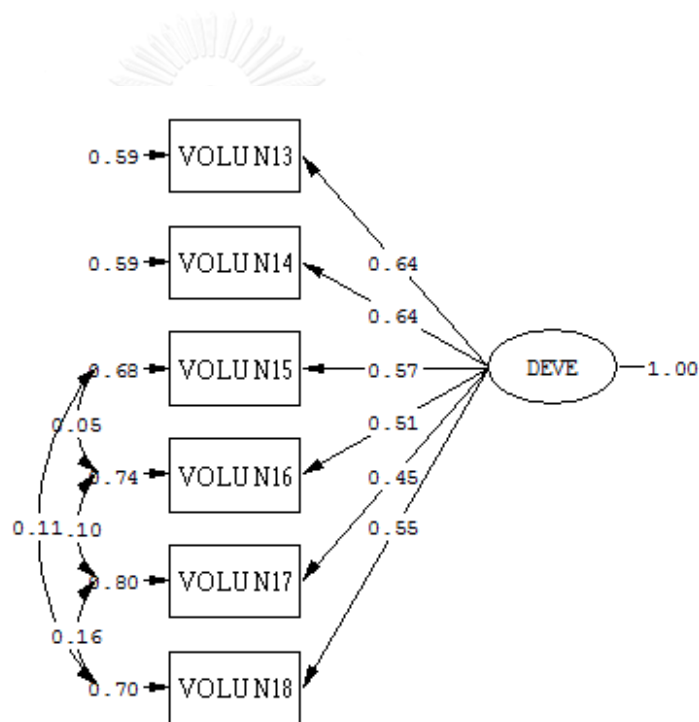 0.59 VOLUN13
0.64
0.59 VOLUN14
0.64
0.68 VOLUN15 0.57 DEVE 1.00
0.05
0.51
0.74 VOLUN16
0.45
0.11 .10 0.55
0.80 VOLUN17
0.16
0.70 VOLUN18